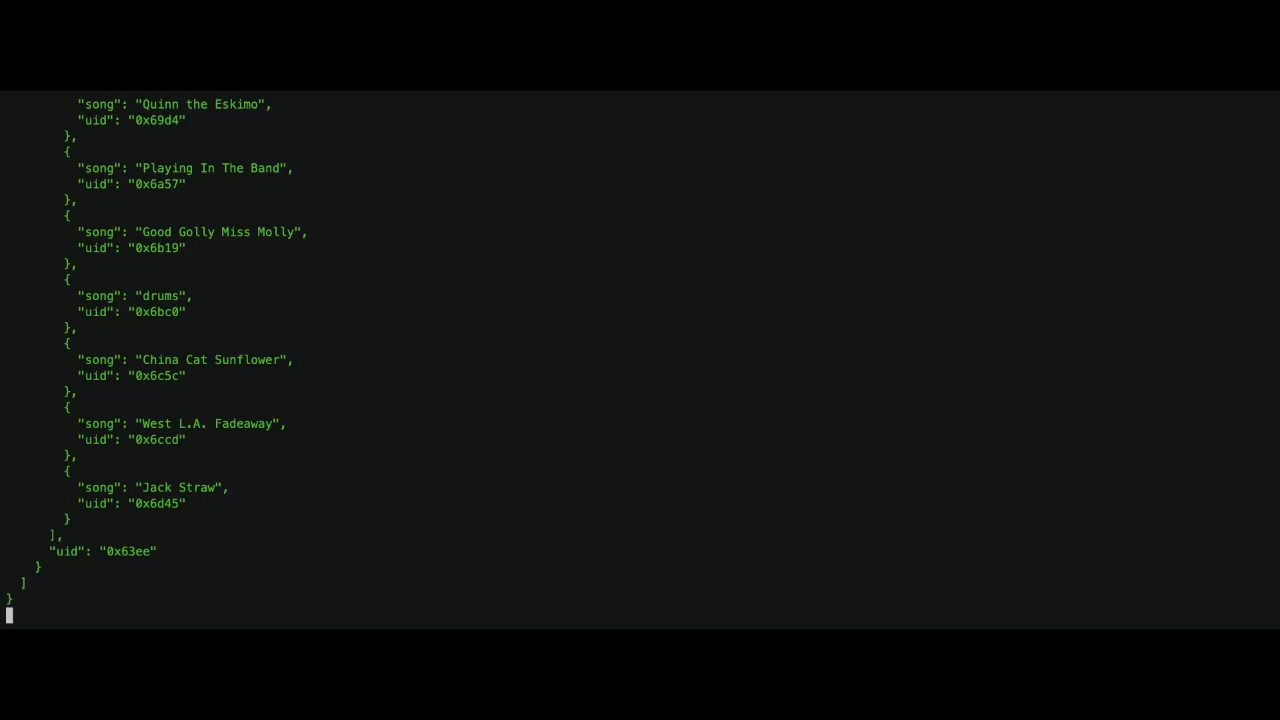 "song": "Quinn the Eskimo",
"uid": "0x69d4"
},
{
"song": "Playing In The Band",
"uid": "0x6a57"
},
{
"song": "Good Golly Miss Molly",
"uid": "0x6b19"
},
{
"song": "drums",
"uid": "0x6bc0"
},
{
"song": "China Cat Sunflower",
"uid": "0x6c5c"
},
{
"song": "West L.A. Fadeaway",
"uid": "0x6ccd"
},
{
"song": "Jack Straw",
"uid": "0x6d45"
}
],
"uid": "0x63ee"
}
]
}